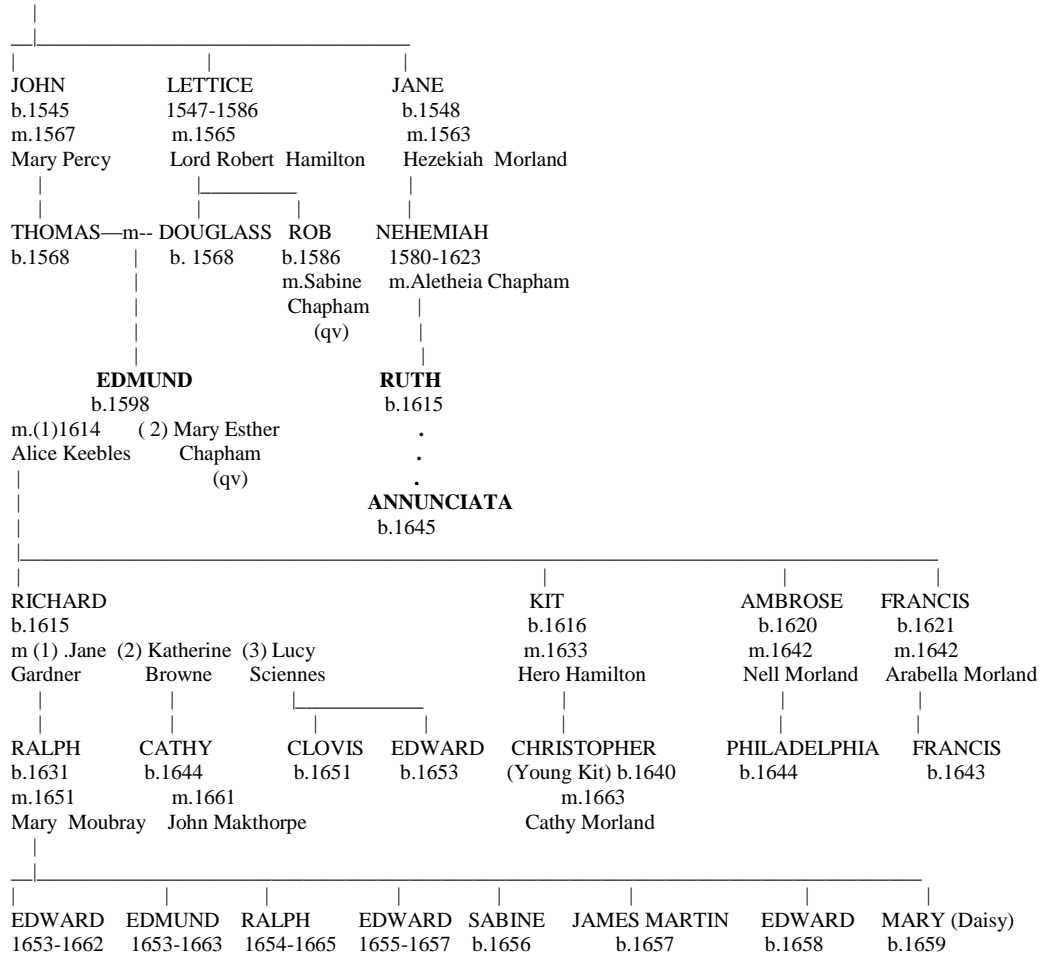 JOHN LETTICE JANE
b.1545 1547-1586 b.1548
m.1567 m.1565 m.1563
Mary Percy Lord Robert Hamilton Hezekiah Morland
THOMAS—m-- DOUGLASS ROB NEHEMIAH
b.1568 b. 1568 b.1586 1580-1623
m.Sabine m.Aletheia Chapham
Chapham
(qv)
EDMUND RUTH
b.1598 b.1615
m.(1)1614 ( 2) Mary Esther .
Alice Keebles Chapham .
(qv) .
ANNUNCIATA
b.1645
RICHARD KIT AMBROSE FRANCIS
b.1615 b.1616 b.1620 b.1621
m (1) .Jane (2) Katherine (3) Lucy m.1633 m.1642 m.1642
Gardner Browne Sciennes Hero Hamilton Nell Morland Arabella Morland
RALPH CATHY CLOVIS EDWARD CHRISTOPHER PHILADELPHIA FRANCIS
b.1631 b.1644 b.1651 b.1653 (Young Kit) b.1640 b.1644 b.1643
m.1651 m.1661 m.1663
Mary Moubray John Makthorpe Cathy Morland
EDWARD EDMUND RALPH EDWARD SABINE JAMES MARTIN EDWARD MARY (Daisy)
1653-1662 1653-1663 1654-1665 1655-1657 b.1656 b.1657 b.1658 b.1659